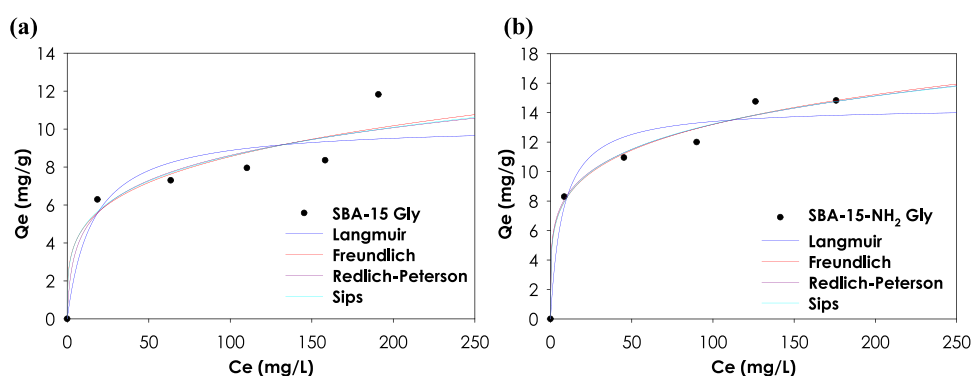 (a)
14
12
10
8
6
4
2
0
Qe (mg/g)
0 50 100 150 200 250
Ce (mg/L)
SBA-15 Gly
Langmuir
Freundlich
Redlich-Peterson
Sips
(b)
18
16
14
12
10
8
6
4
2
0
Qe (mg/g)
0 50 100 150 200 250
Ce (mg/L)
SBA-15-NH₂ Gly
Langmuir
Freundlich
Redlich-Peterson
Sips